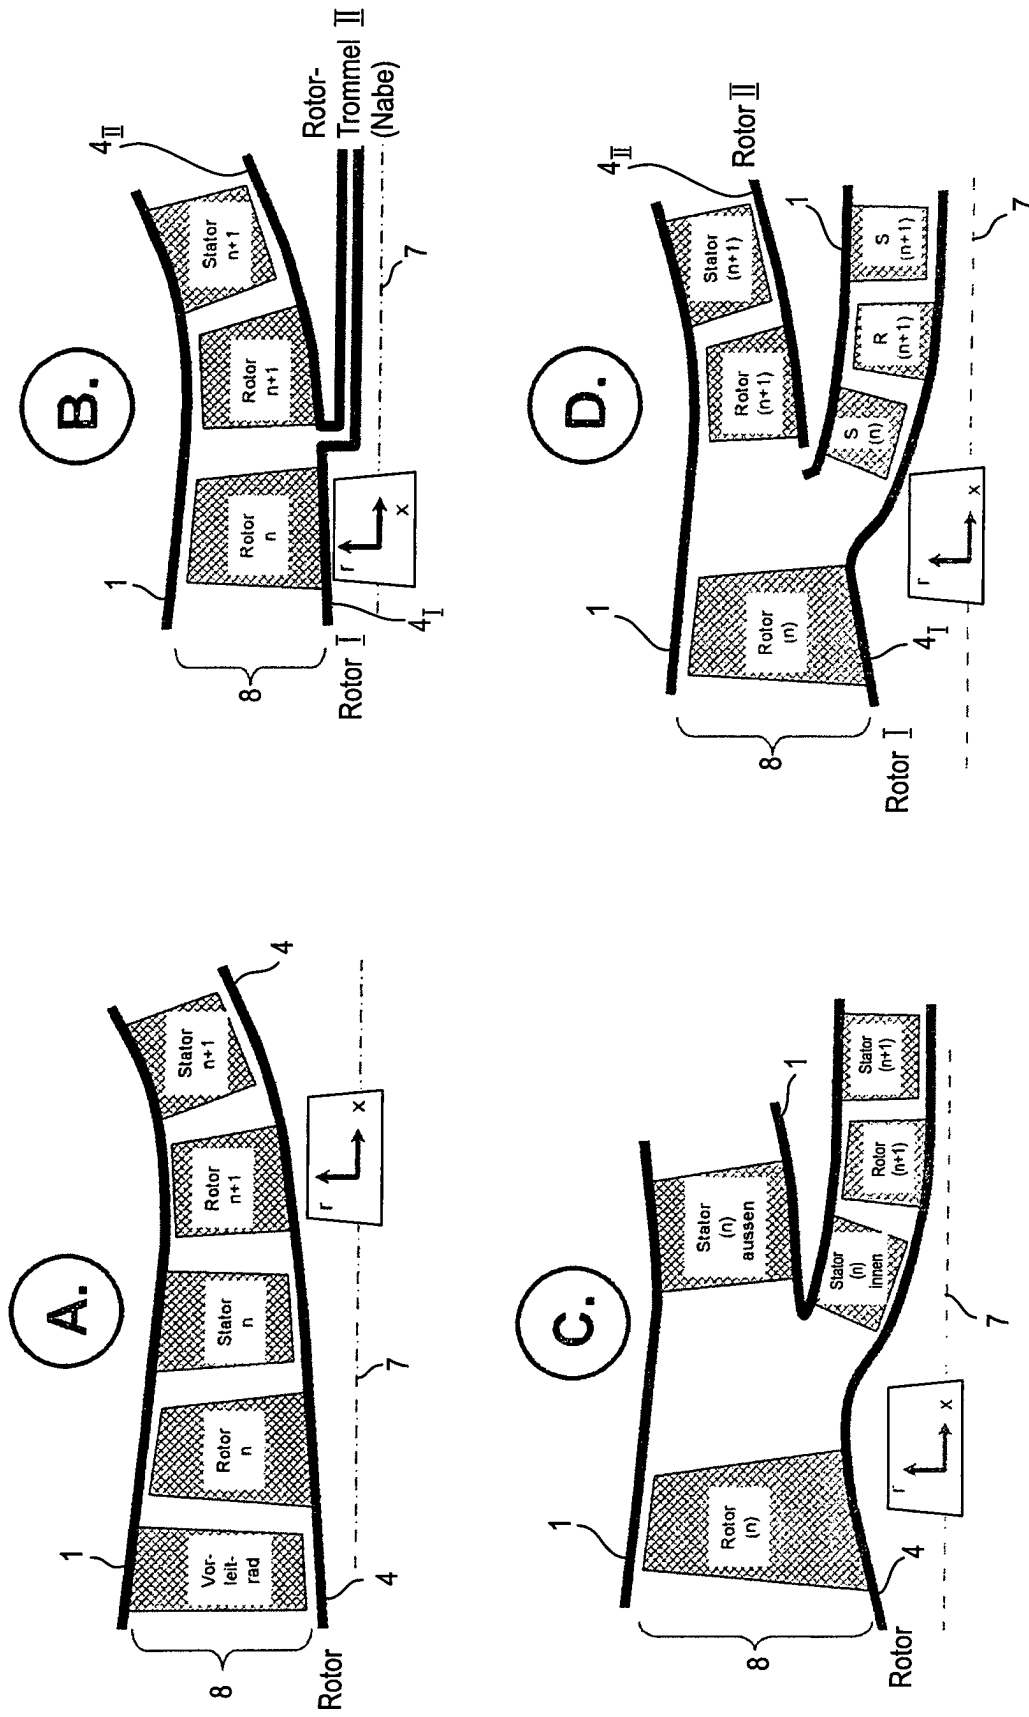 A.
1
Vor-
leit-
rad
Rotor
n
Stator
n
Rotor
n+1
Stator
n+1
4
8
r
x
7
4
Rotor
B.
1
Rotor
n
Rotor
n+1
Stator
n+1
4II
8
Rotor I
4I
r
x
7
Rotor-
Trommel II
(Nabe)
C.
1
Rotor
(n)
Stator
(n)
aussen
1
Stator
(n)
innen
Rotor
(n+1)
Stator
(n+1)
8
4
Rotor
r
x
7
D.
1
Rotor
(n)
Rotor
(n+1)
Stator
(n+1)
4II
Rotor II
1
S
(n)
R
(n+1)
S
(n+1)
8
4I
Rotor I
r
x
7